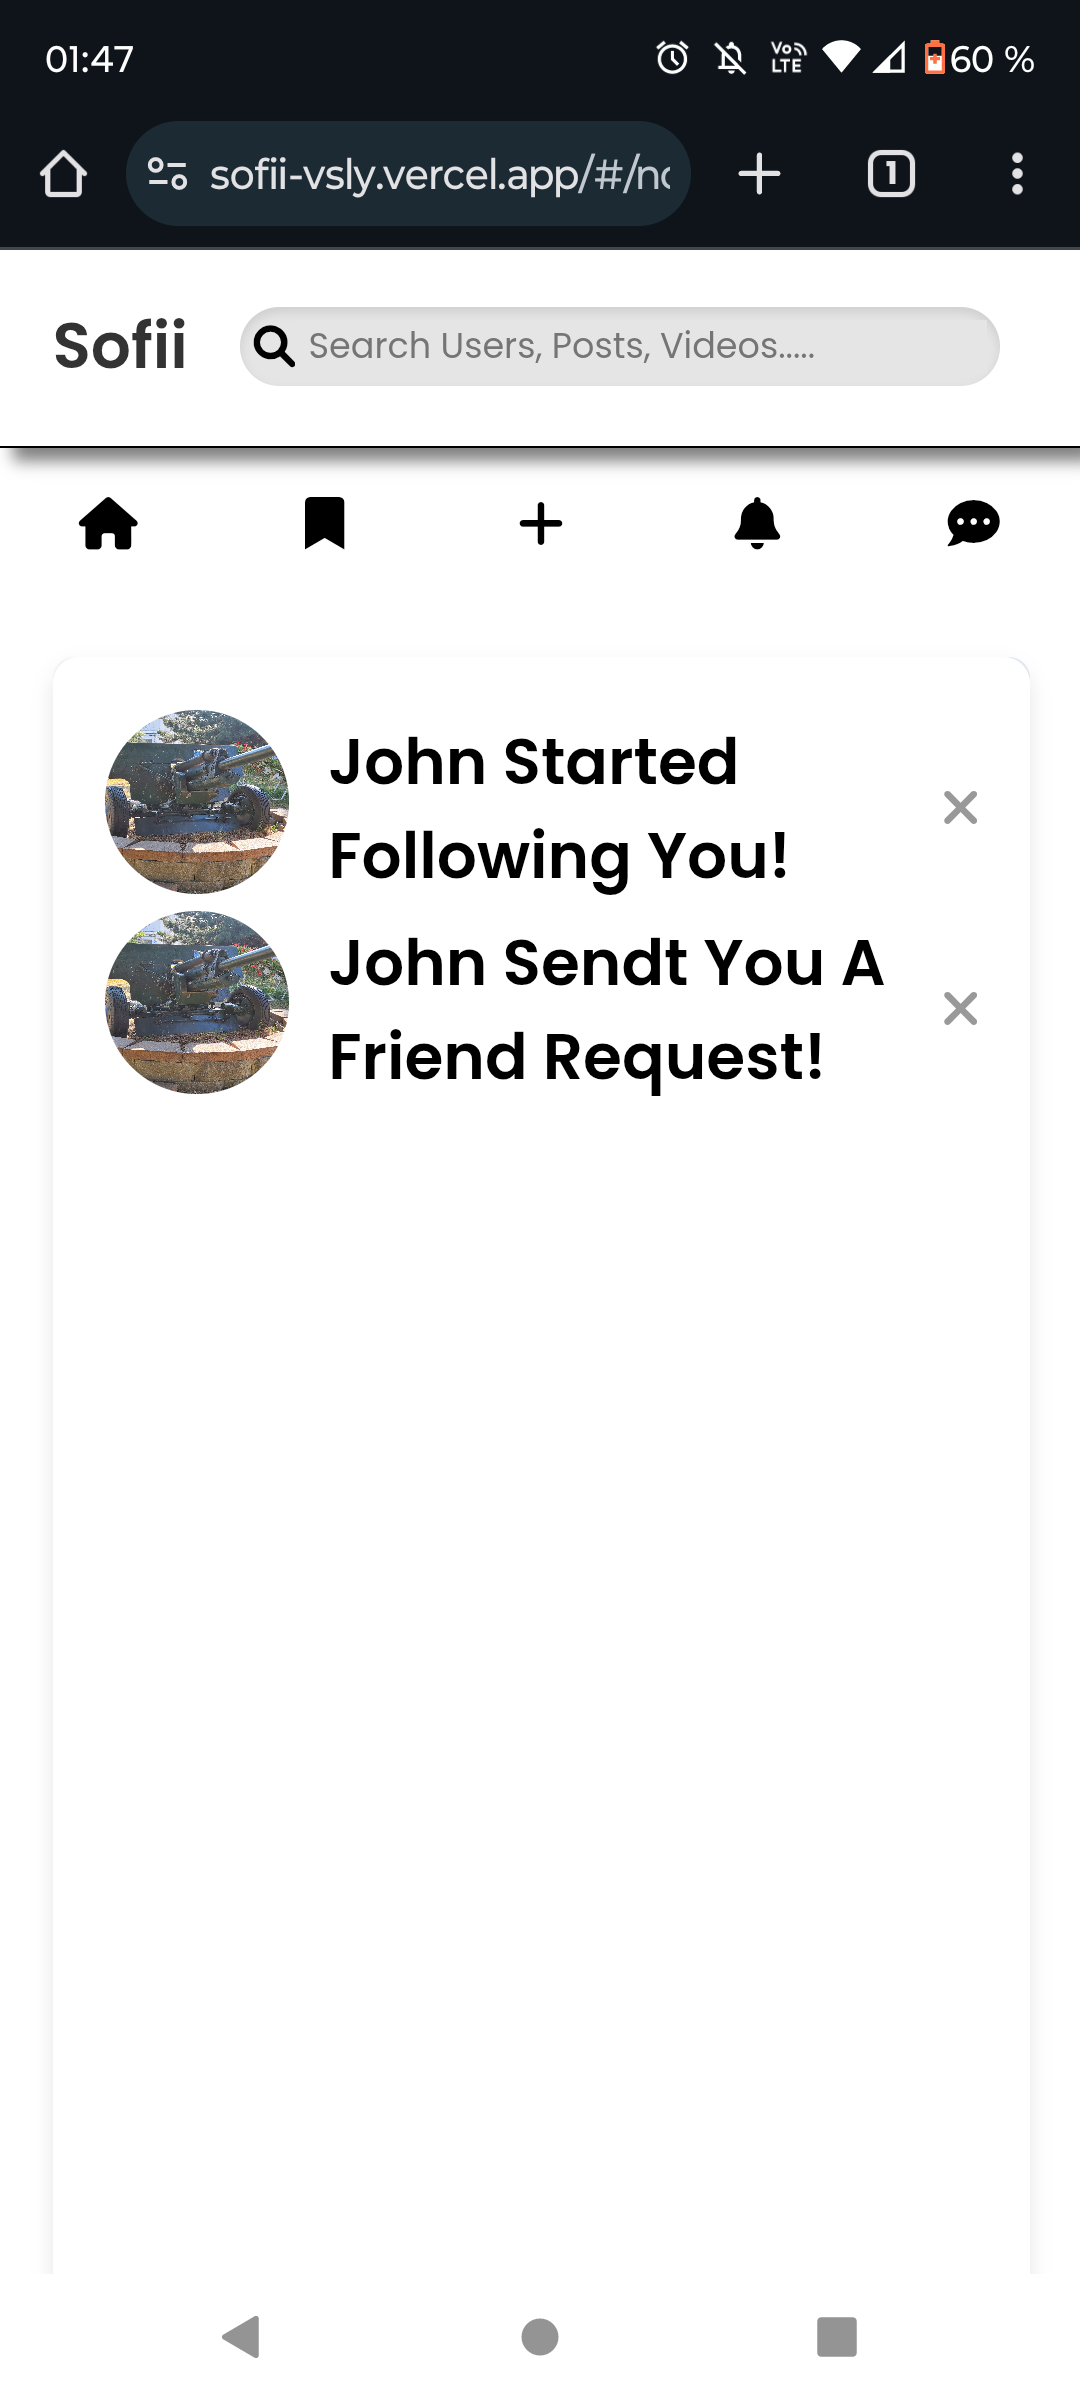 01:47
Vo LTE
60 %
sofii-vsly.vercel.app/#/no
1
Sofii
Search Users, Posts, Videos.....
John Started
Following You!
John Sendt You A
Friend Request!